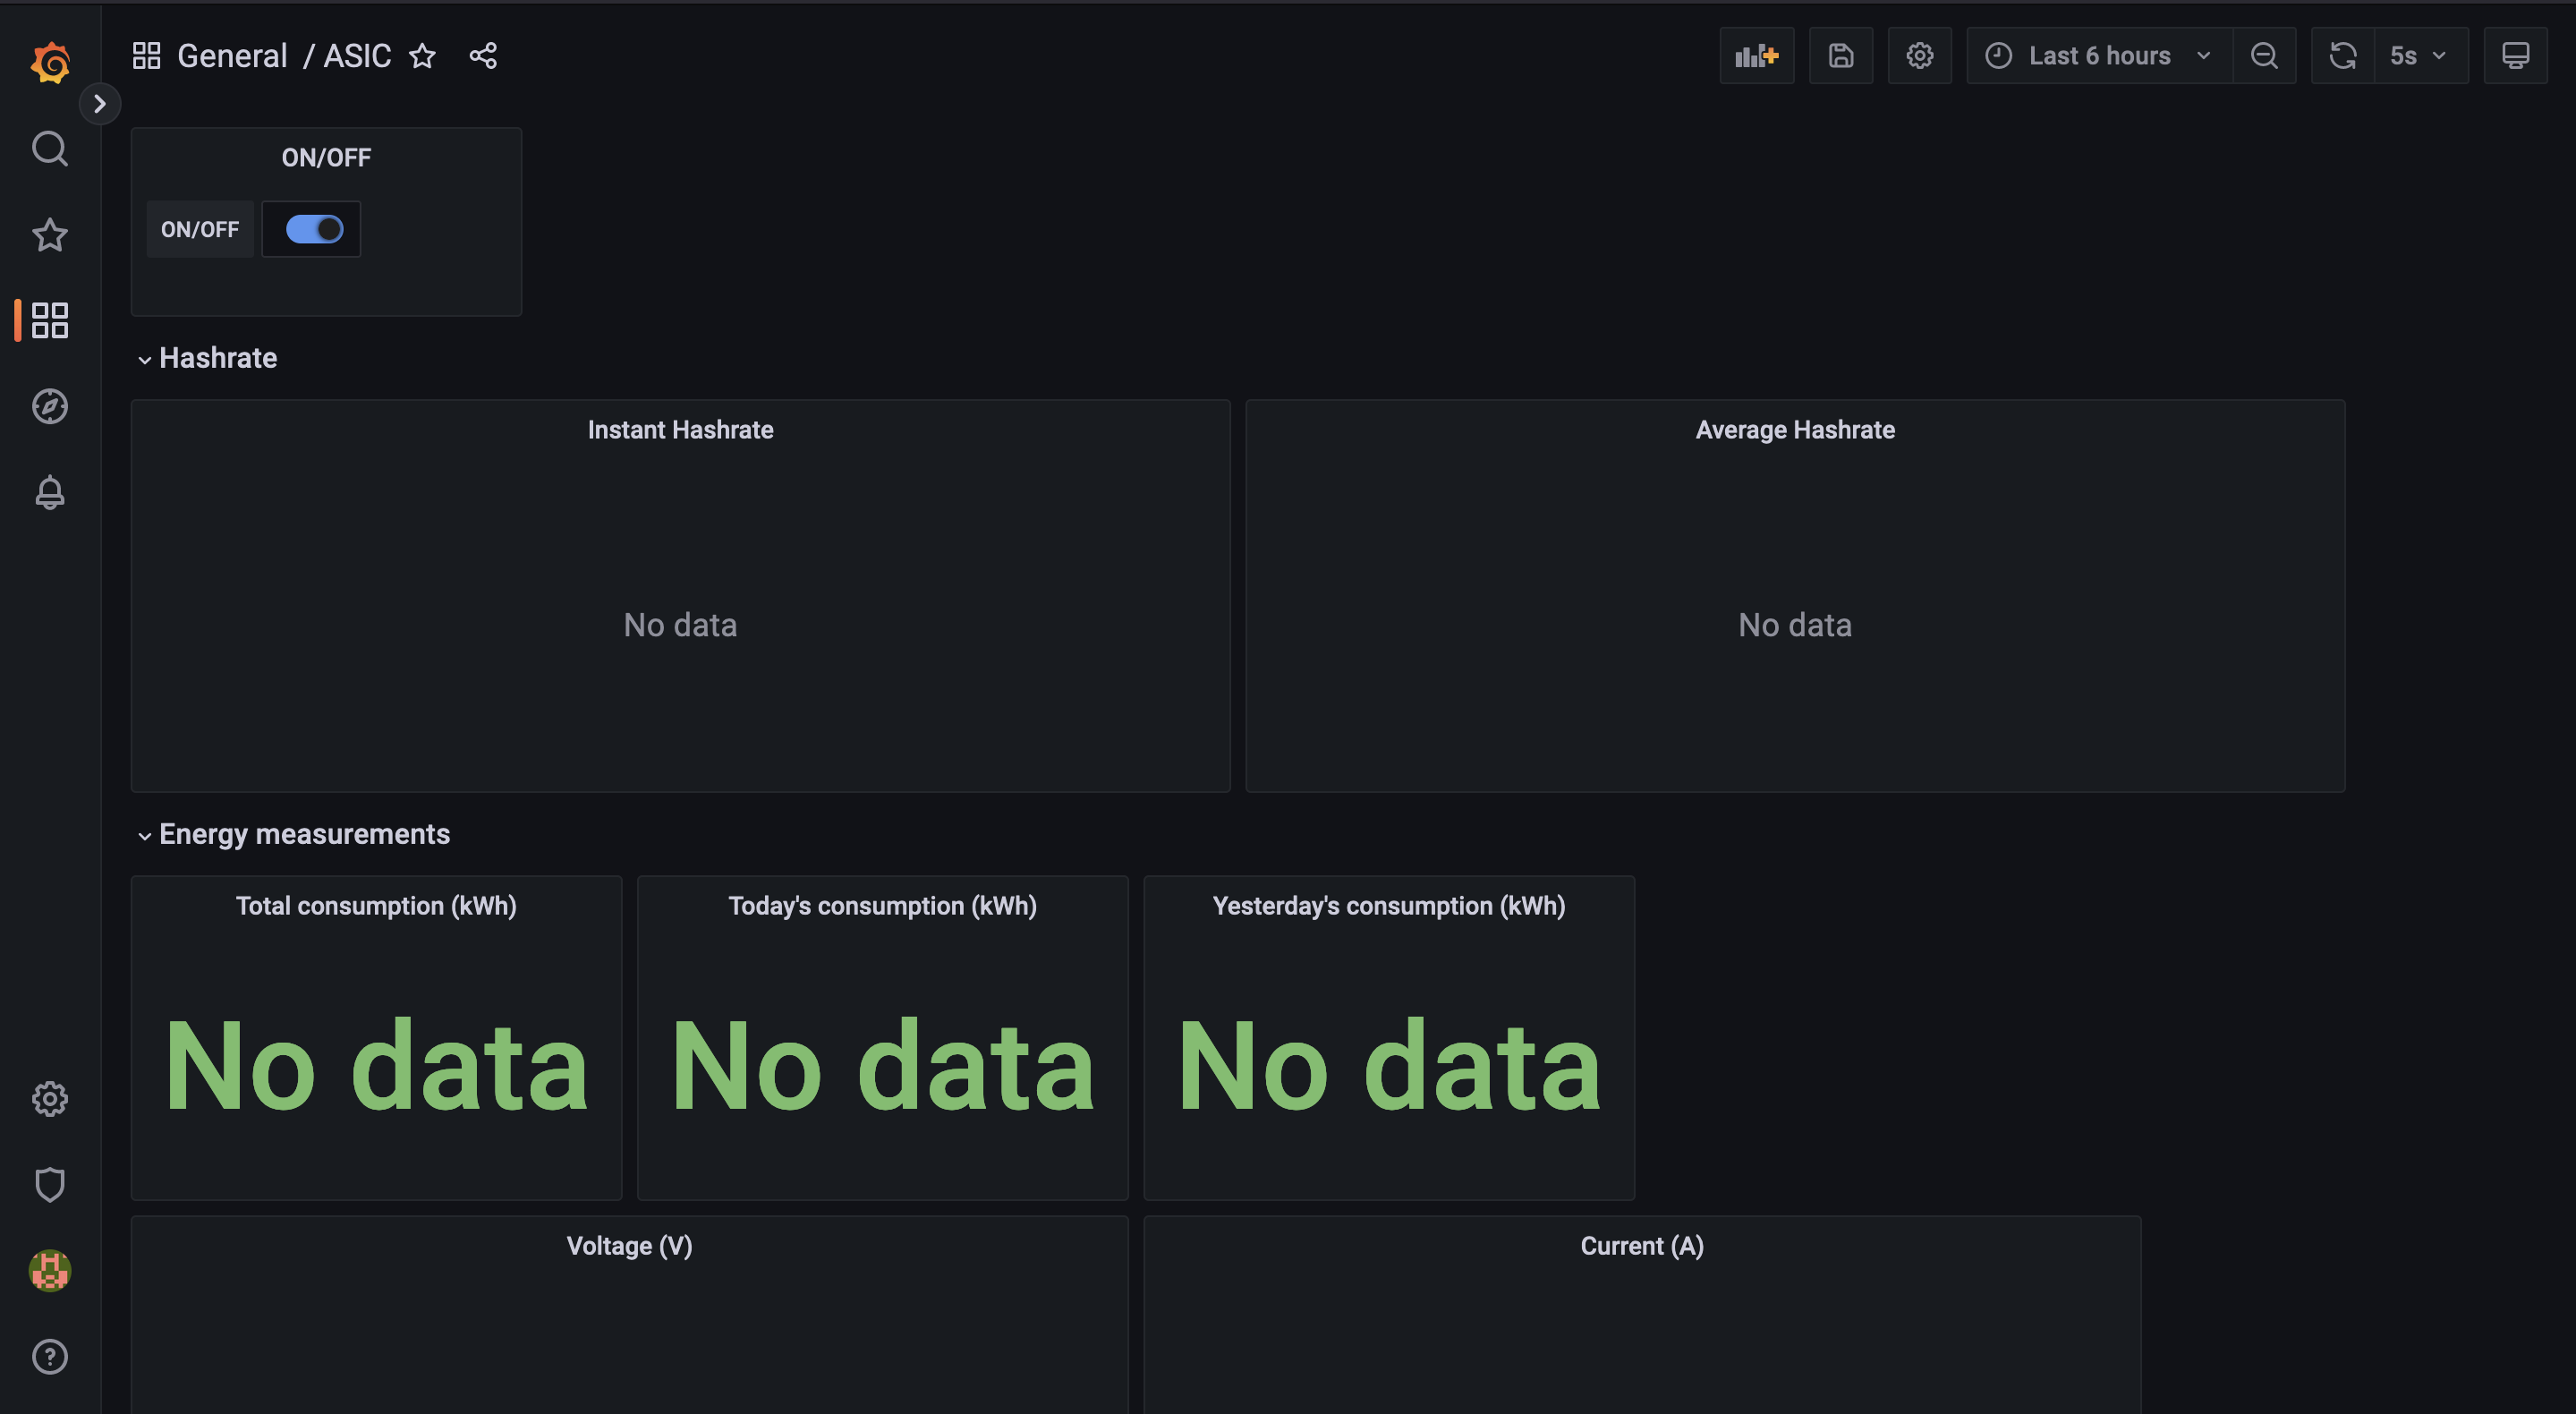 General / ASIC
Last 6 hours
5s
ON/OFF
ON/OFF
Hashrate
Instant Hashrate
Average Hashrate
No data
No data
Energy measurements
Total consumption (kWh)
Today's consumption (kWh)
Yesterday's consumption (kWh)
No data
No data
No data
Voltage (V)
Current (A)